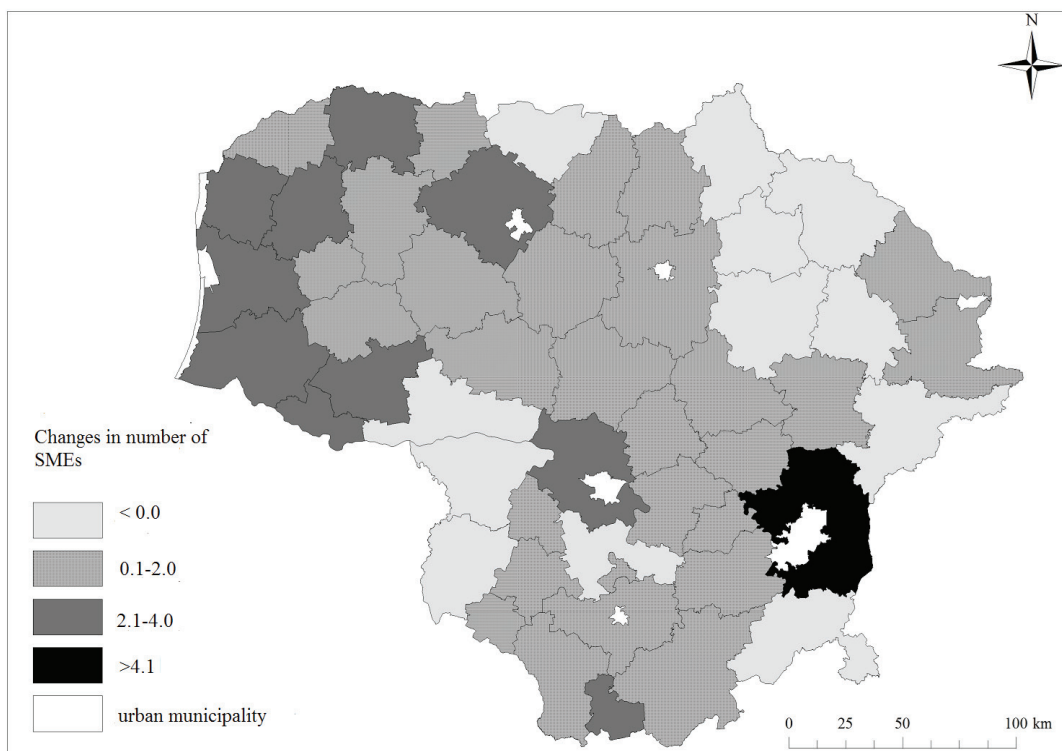 N
Changes in number of
SMEs
< 0.0
0.1-2.0
2.1-4.0
>4.1
urban municipality
0 25 50 100 km